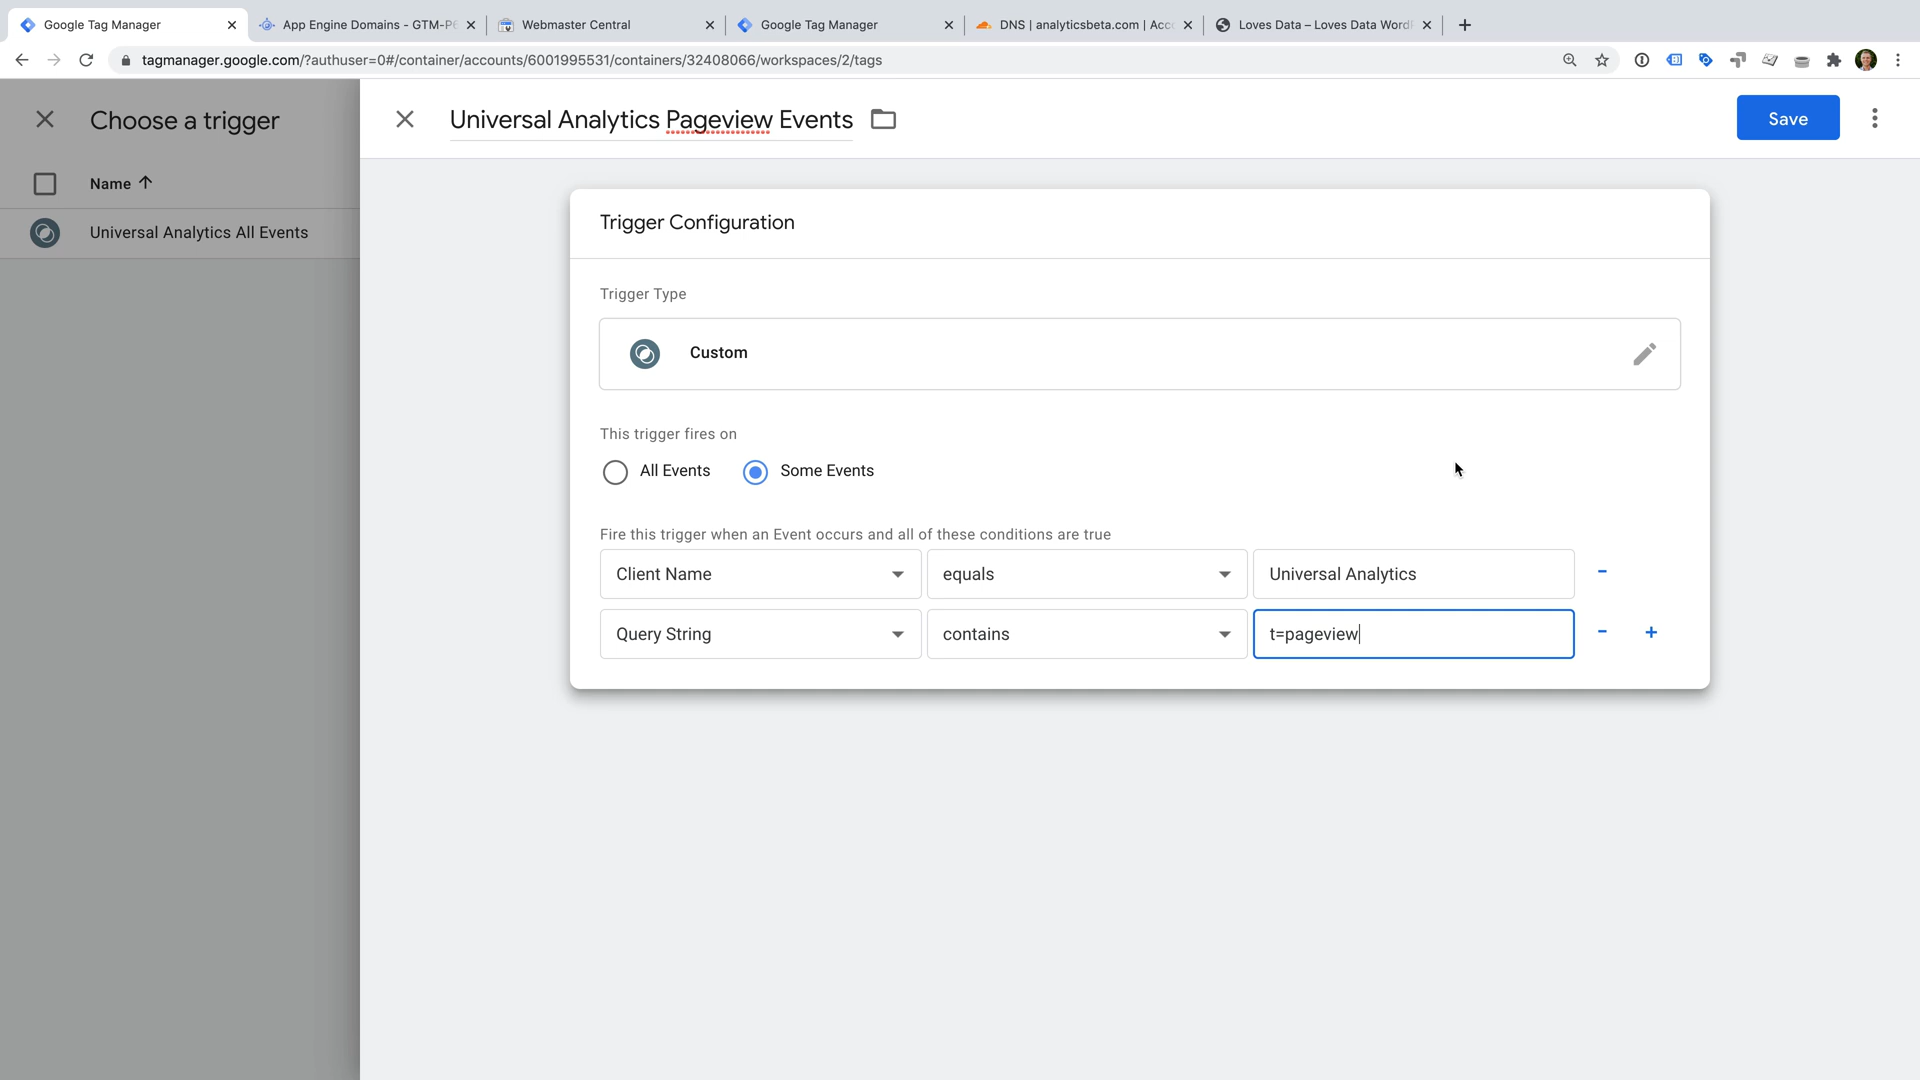 Google Tag Manager
App Engine Domains - GTM-P6
Webmaster Central
Google Tag Manager
DNS | analyticsbeta.com | Acc
Loves Data – Loves Data WordP
tagmanager.google.com/?authuser=0#/container/accounts/6001995531/containers/32408066/workspaces/2/tags
Choose a trigger
Name
Universal Analytics All Events
Universal Analytics Pageview Events
Save
Trigger Configuration
Trigger Type
Custom
This trigger fires on
All Events
Some Events
Fire this trigger when an Event occurs and all of these conditions are true
Client Name
equals
Universal Analytics
Query String
contains
t=pageview